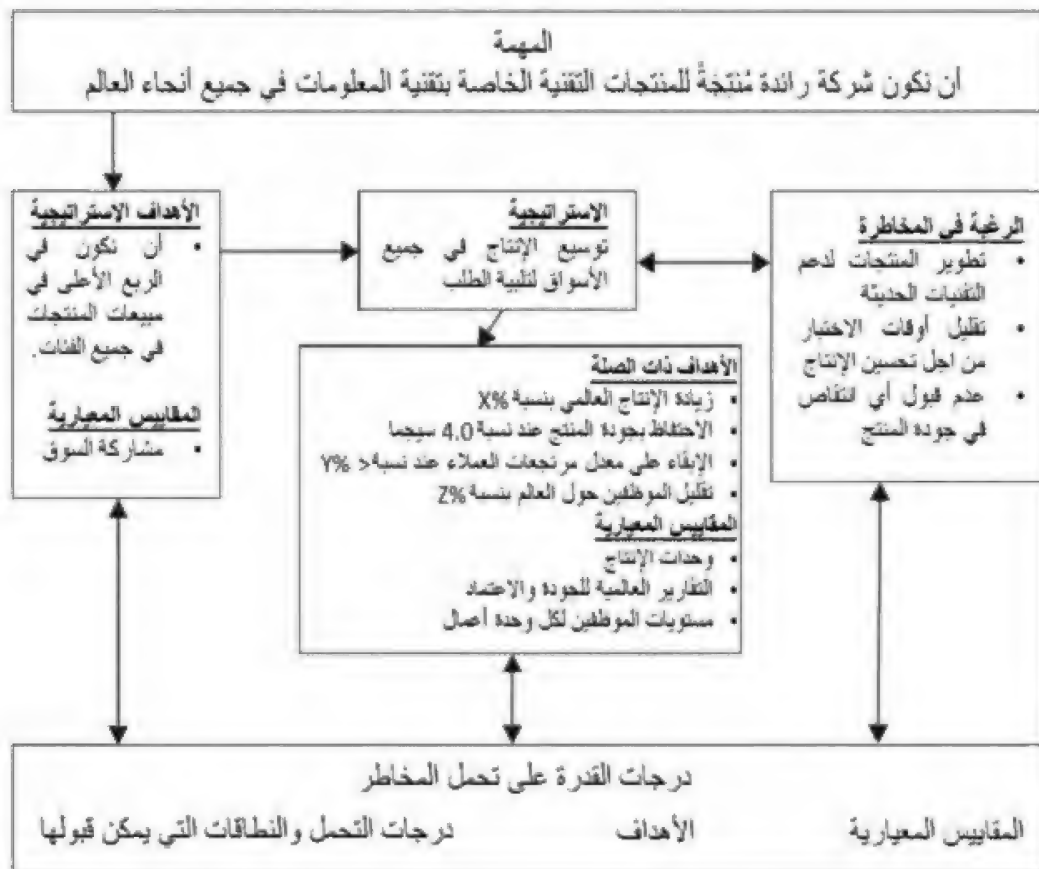 المهمة
أن نكون شركة رائدة مُنتجةً للمنتجات التقنية الخاصة بتقنية المعلومات في جميع أنحاء العالم
الرغبة في المخاطرة
• تطوير المنتجات لدعم
التقنيات الحديثة
• تقليل أوقات الاختبار
من اجل تحسين الإنتاج
• عدم قبول أي انتقاص
في جودة المنتج
الاستراتيجية
توسيع الإنتاج في جميع
الأسواق لتلبية الطلب
الأهداف الاستراتيجية
• أن نكون في
الربع الأعلى في
مبيعات المنتجات
في جميع الفئات.
المقاييس المعيارية
• مشاركة السوق
الأهداف ذات الصلة
• زيادة الإنتاج العالمي بنسبة X%
• الاحتفاظ بجودة المنتج عند نسبة 4.0 سيجما
• الإبقاء على معدل مرتجعات العملاء عند نسبة< Y%
• تقليل الموظفين حول العالم بنسبة Z%
المقاييس المعيارية
• وحدات الإنتاج
• التقارير العالمية للجودة والاعتماد
• مستويات الموظفين لكل وحدة أعمال
درجات القدرة على تحمل المخاطر
المقاييس المعيارية الأهداف درجات التحمل والنطاقات التي يمكن قبولها